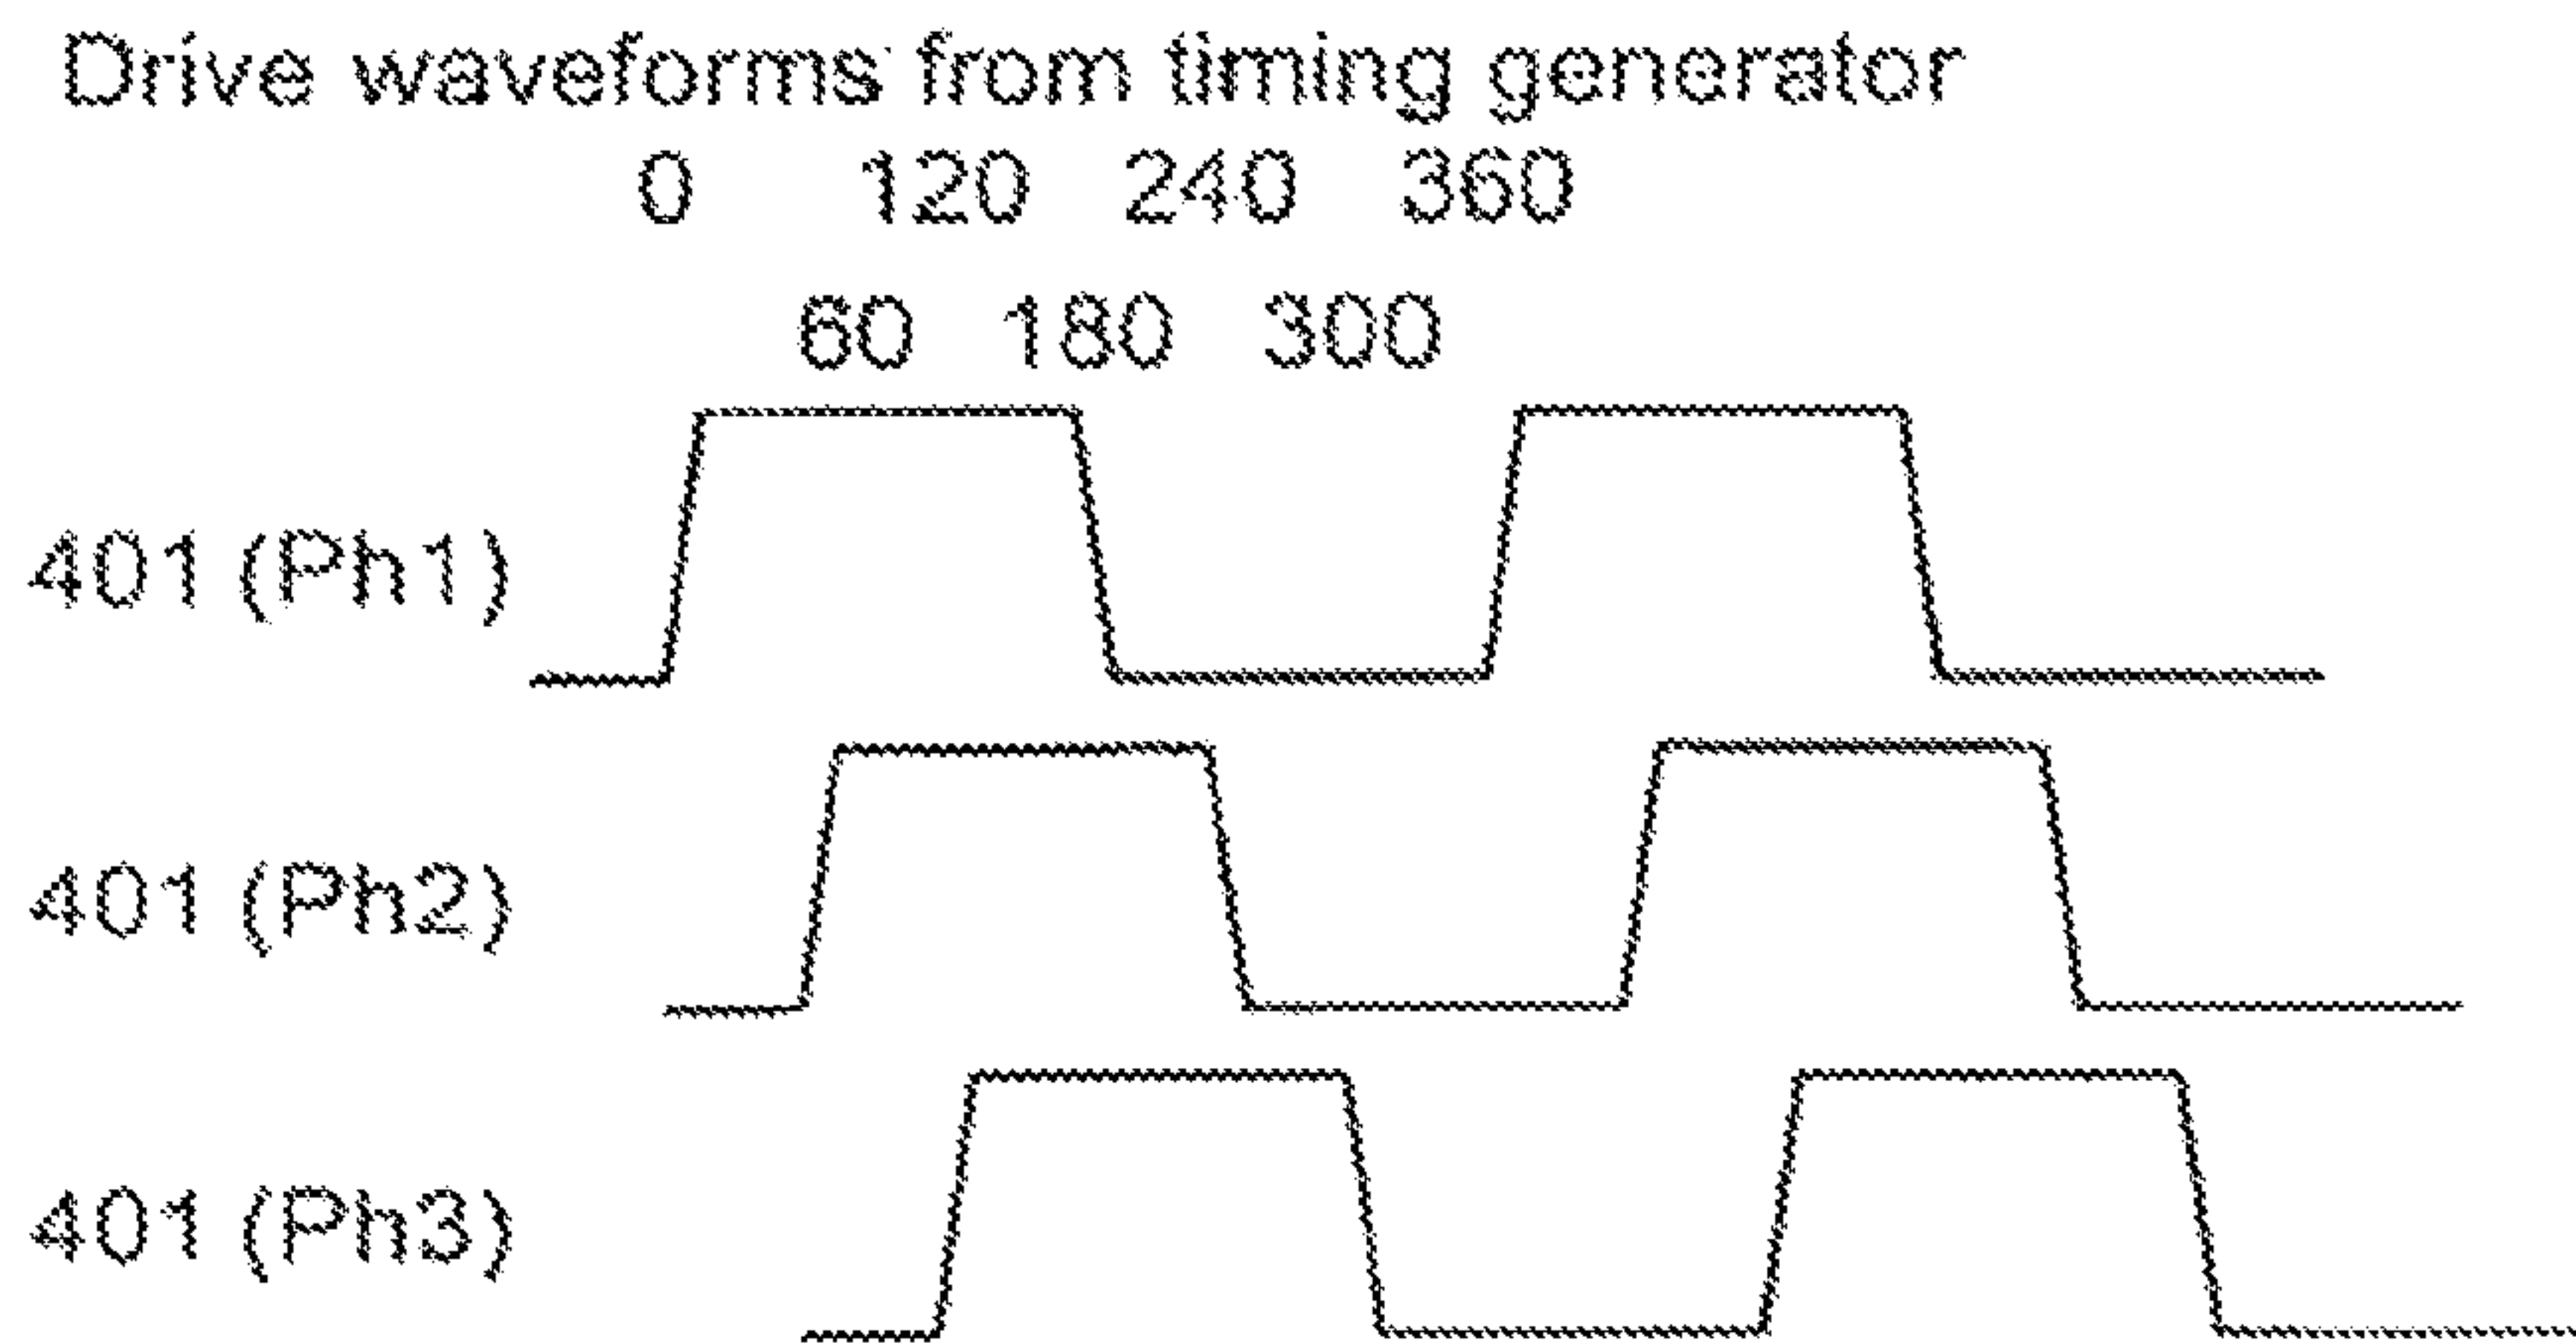 Drive waveforms from timing generator
0 120 240 360
60 180 300
401 (Ph1)
401 (Ph2)
401 (Ph3)